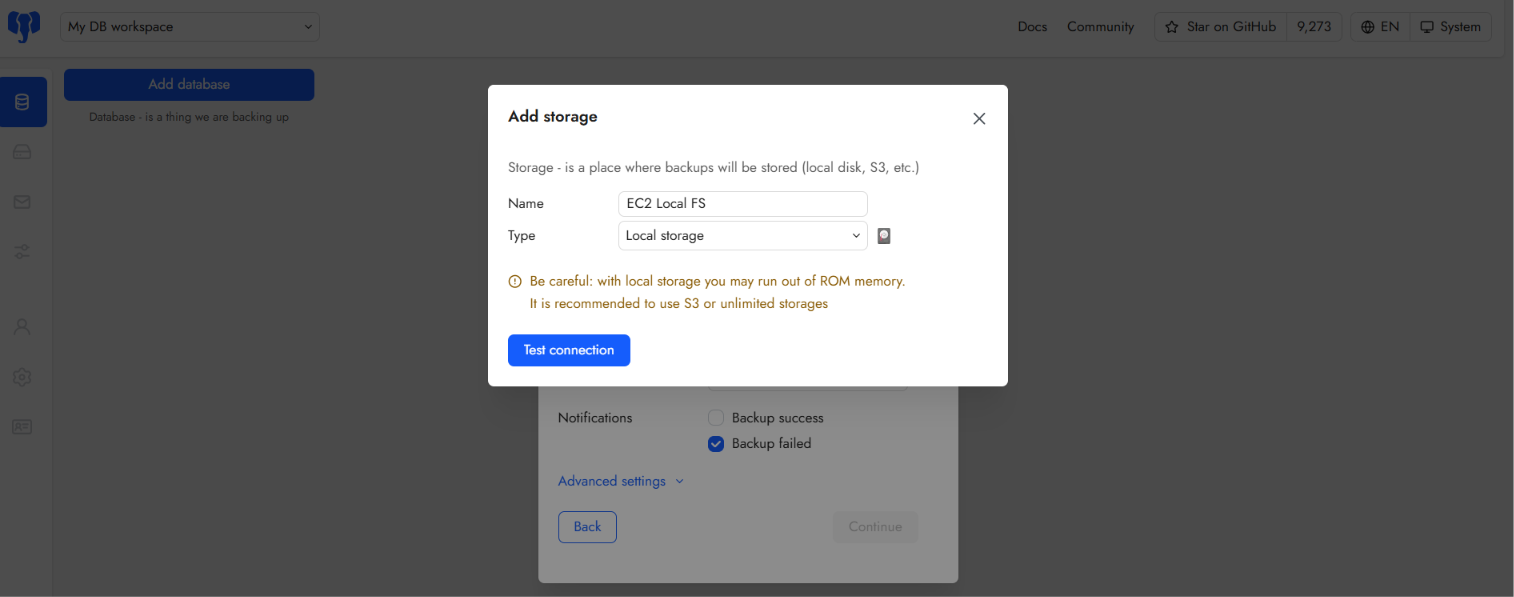 My DB workspace
Docs
Community
Star on GitHub
9,273
EN
System
Add database
Database - is a thing we are backing up
Add storage
Storage - is a place where backups will be stored (local disk, S3, etc.)
Name
EC2 Local FS
Type
Local storage
Be careful: with local storage you may run out of ROM memory.
It is recommended to use S3 or unlimited storages
Test connection
Notifications
Backup success
Backup failed
Advanced settings
Back
Continue